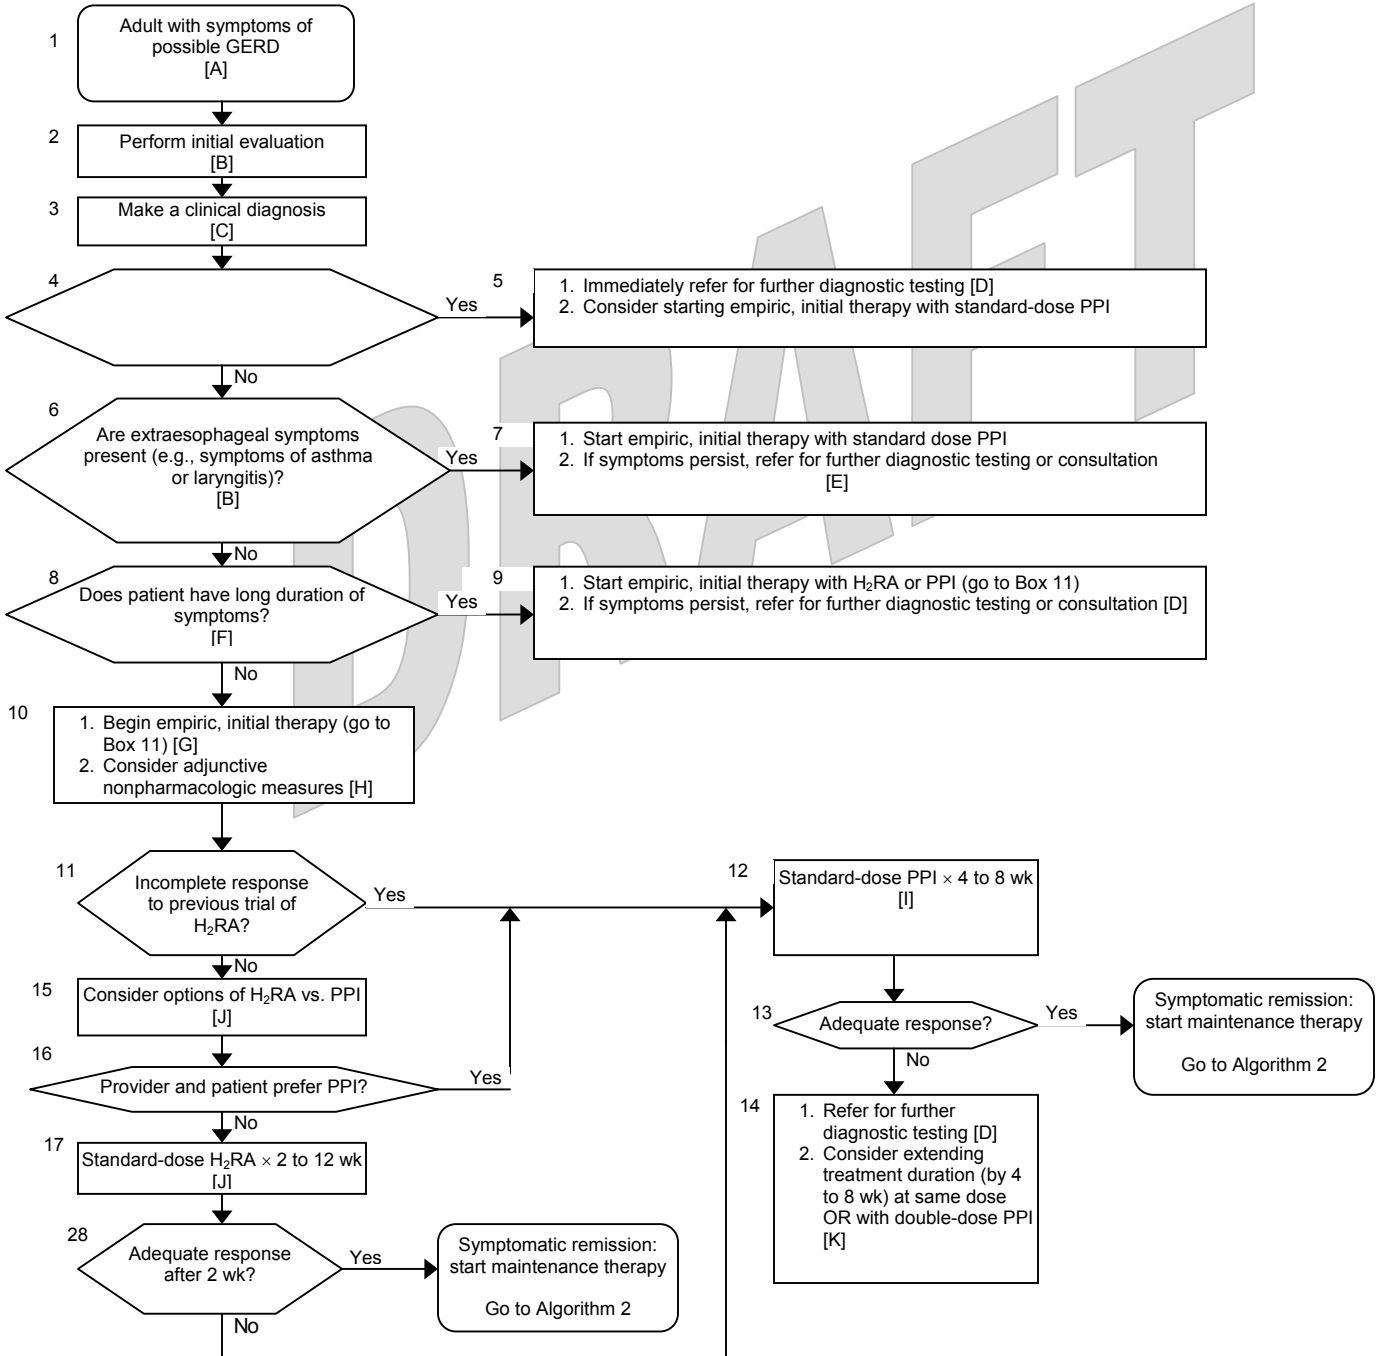 1
Adult with symptoms of
possible GERD
[A]
2
Perform initial evaluation
[B]
3
Make a clinical diagnosis
[C]
4
Yes
5
1. Immediately refer for further diagnostic testing [D]
2. Consider starting empiric, initial therapy with standard-dose PPI
No
6
Are extraesophageal symptoms
present (e.g., symptoms of asthma
or laryngitis)?
[B]
Yes
7
1. Start empiric, initial therapy with standard dose PPI
2. If symptoms persist, refer for further diagnostic testing or consultation
[E]
No
8
Does patient have long duration of
symptoms?
[F]
Yes
9
1. Start empiric, initial therapy with H₂RA or PPI (go to Box 11)
2. If symptoms persist, refer for further diagnostic testing or consultation [D]
No
10
1. Begin empiric, initial therapy (go to
Box 11) [G]
2. Consider adjunctive
nonpharmacologic measures [H]
11
Incomplete response
to previous trial of
H₂RA?
Yes
12
Standard-dose PPI × 4 to 8 wk
[I]
No
15
Consider options of H₂RA vs. PPI
[J]
13
Adequate response?
Yes
Symptomatic remission:
start maintenance therapy
Go to Algorithm 2
No
16
Provider and patient prefer PPI?
Yes
No
14
1. Refer for further
diagnostic testing [D]
2. Consider extending
treatment duration (by 4
to 8 wk) at same dose
OR with double-dose PPI
[K]
17
Standard-dose H₂RA × 2 to 12 wk
[J]
28
Adequate response
after 2 wk?
Yes
Symptomatic remission:
start maintenance therapy
Go to Algorithm 2
No
DRAFT